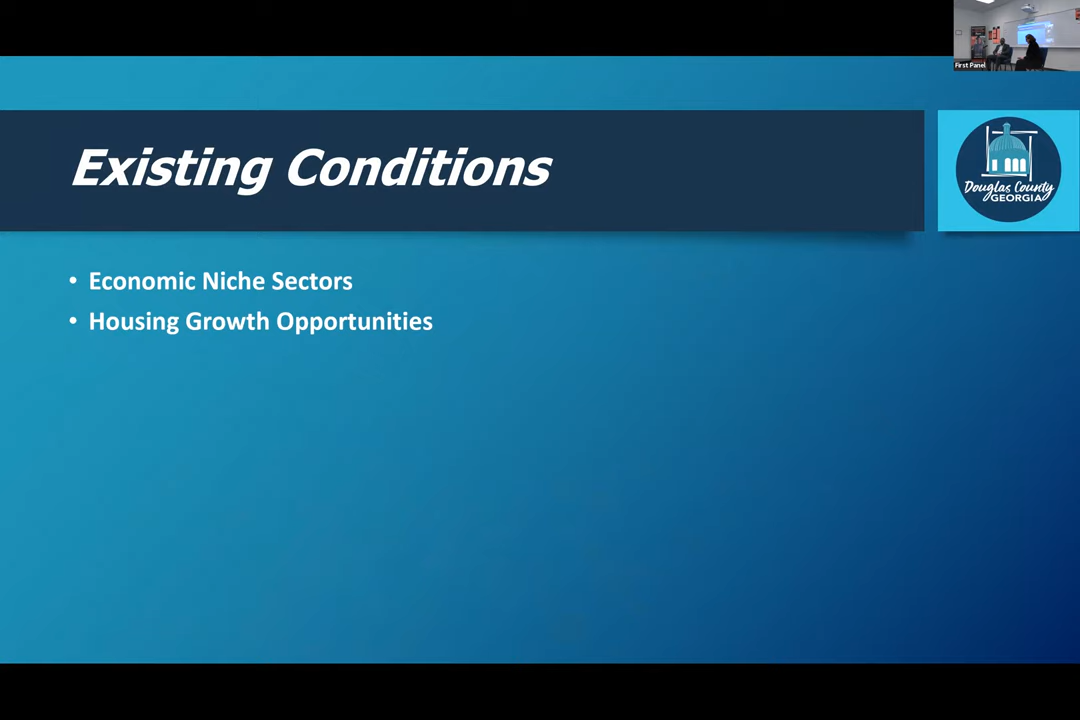 First Panel
Existing Conditions
Douglas County
GEORGIA
• Economic Niche Sectors
• Housing Growth Opportunities